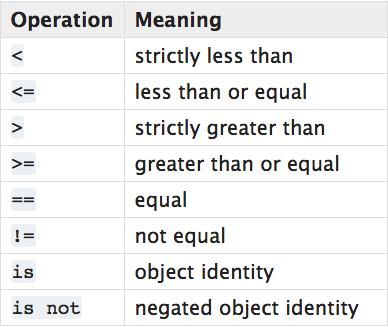 Operation Meaning
< strictly less than
<= less than or equal
> strictly greater than
>= greater than or equal
== equal
!= not equal
is object identity
is not negated object identity